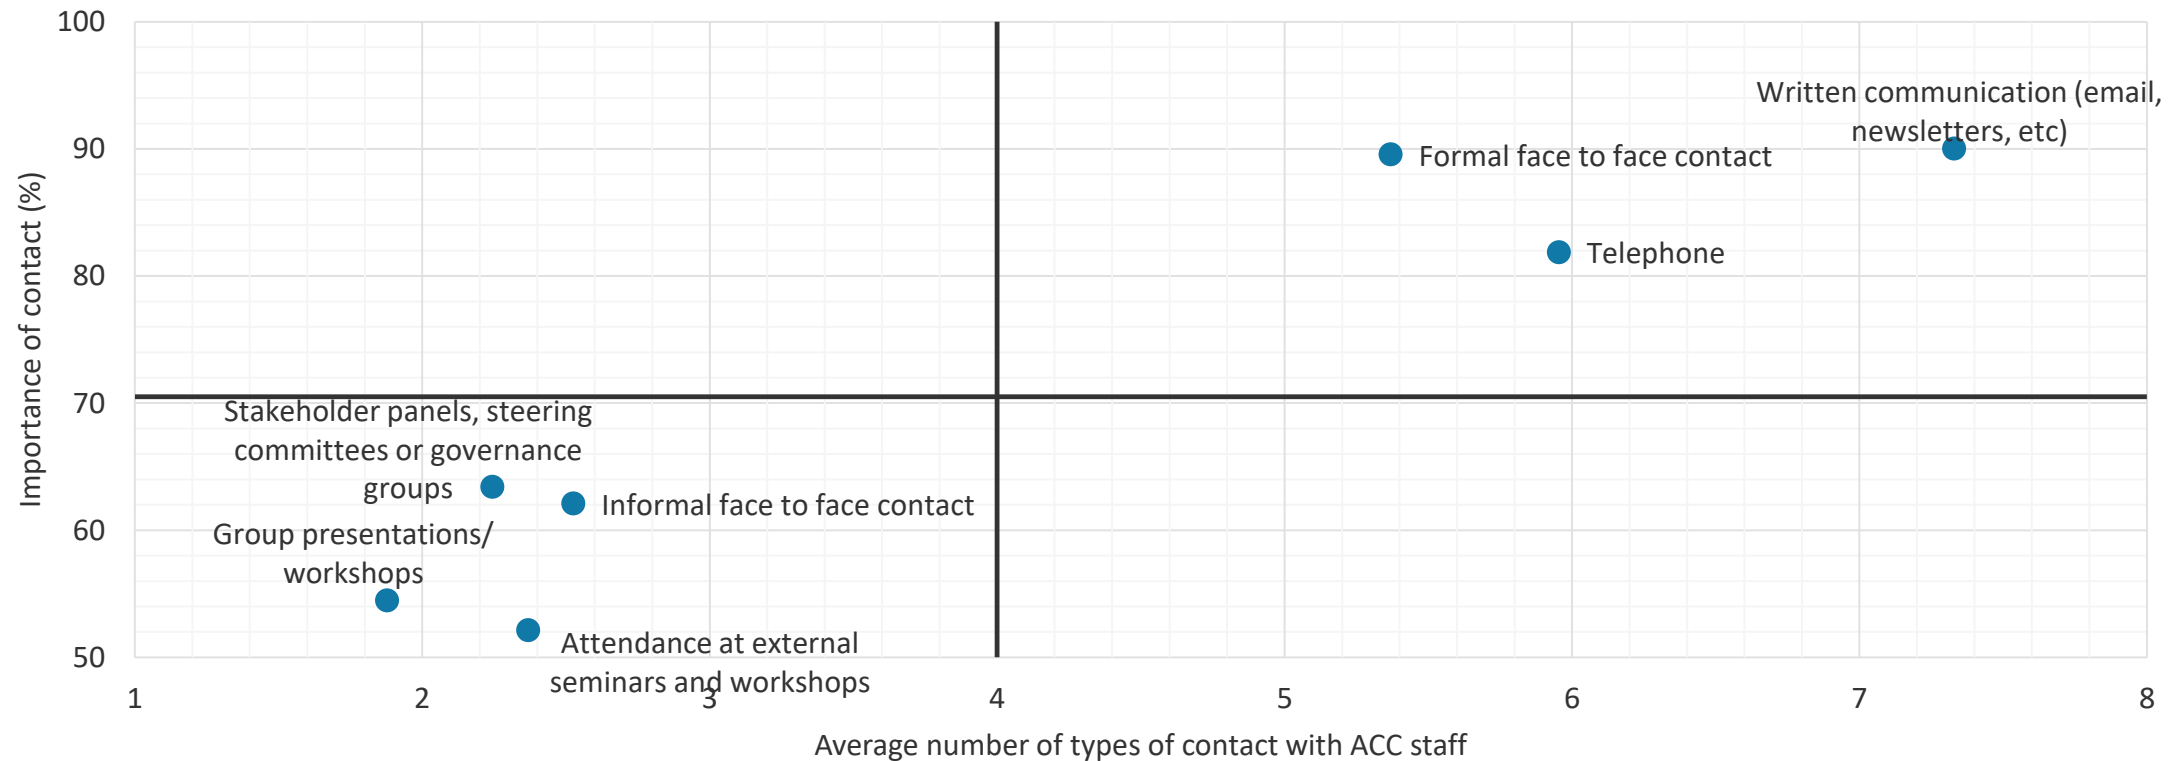 100
90
80
70
60
50
Importance of contact (%)
Written communication (email,
newsletters, etc)
Formal face to face contact
Telephone
Stakeholder panels, steering
committees or governance
groups
Informal face to face contact
Group presentations/
workshops
Attendance at external
seminars and workshops
1 2 3 4 5 6 7 8
Average number of types of contact with ACC staff